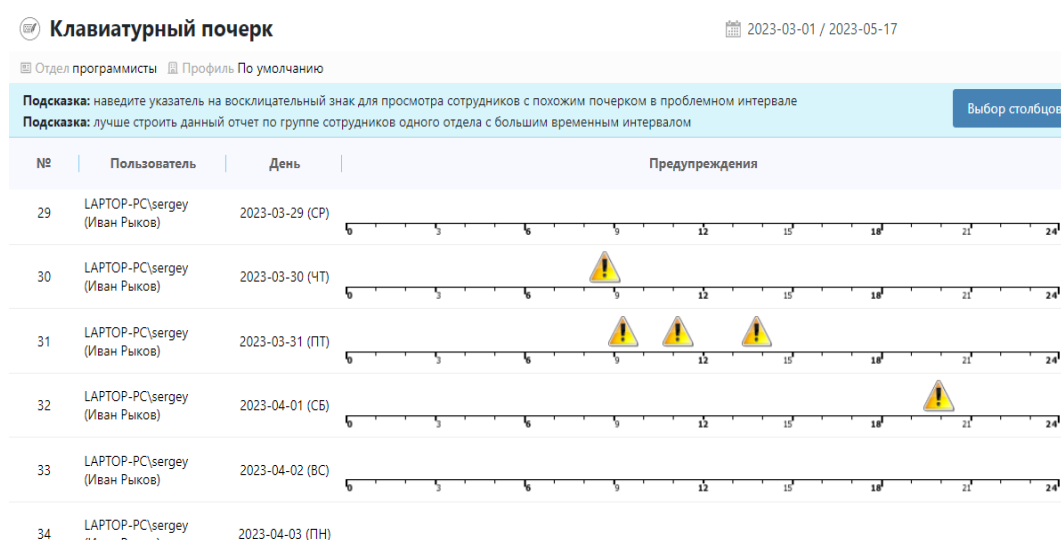 Клавиатурный почерк
2023-03-01 / 2023-05-17
Отдел программисты Профиль По умолчанию
Подсказка: наведите указатель на восклицательный знак для просмотра сотрудников с похожим почерком в проблемном интервале
Подсказка: лучше строить данный отчет по группе сотрудников одного отдела с большим временным интервалом
Выбор столбцов
№ Пользователь День Предупреждения
29 LAPTOP-PC\sergey (Иван Рыков) 2023-03-29 (СР)
0 3 6 9 12 15 18 21 24
30 LAPTOP-PC\sergey (Иван Рыков) 2023-03-30 (ЧТ)
0 3 6 9 12 15 18 21 24
31 LAPTOP-PC\sergey (Иван Рыков) 2023-03-31 (ПТ)
0 3 6 9 12 15 18 21 24
32 LAPTOP-PC\sergey (Иван Рыков) 2023-04-01 (СБ)
0 3 6 9 12 15 18 21 24
33 LAPTOP-PC\sergey (Иван Рыков) 2023-04-02 (ВС)
0 3 6 9 12 15 18 21 24
34 LAPTOP-PC\sergey 2023-04-03 (ПН)